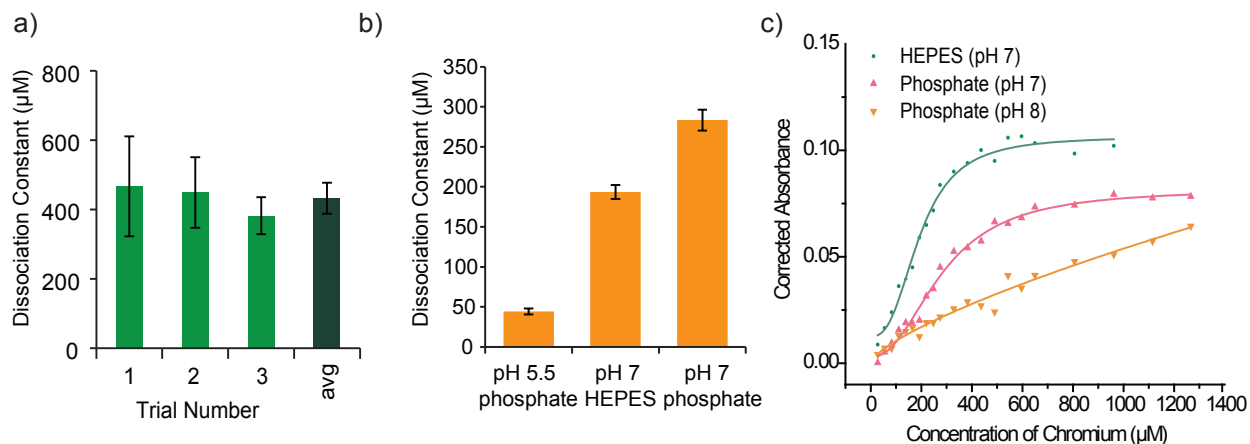 a)
Dissociation Constant (µM)
800
600
400
200
0
1 2 3 avg
Trial Number
b)
Dissociation Constant (µM)
350
300
250
200
150
100
50
0
pH 5.5 pH 7 pH 7
phosphate HEPES phosphate
c)
Corrected Absorbance
0.15
0.10
0.05
0.00
HEPES (pH 7)
Phosphate (pH 7)
Phosphate (pH 8)
0 200 400 600 800 1000 1200 1400
Concentration of Chromium (µM)